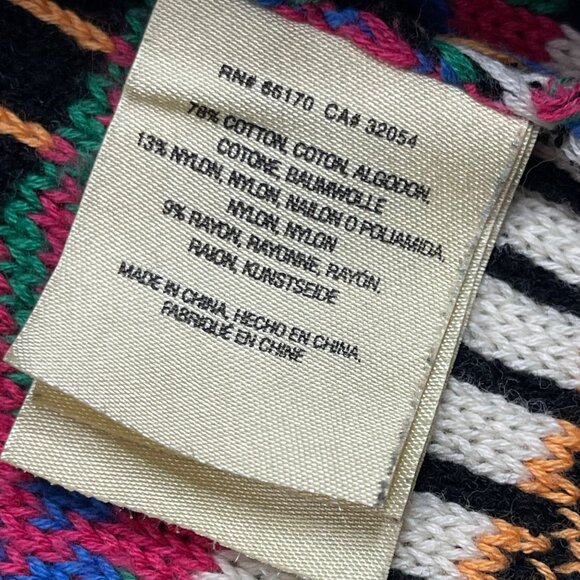 RN# 66170 CA# 32054
78% COTTON, COTON, ALGODON,
COTONE, BAUMWOLLE
13% NYLON, NYLON, NAILON O POLIAMIDA,
NYLON, NYLON
9% RAYON, RAYONNE, RAYÓN,
RAION, KUNSTSEIDE
MADE IN CHINA, HECHO EN CHINA,
FABRIQUÉ EN CHINE